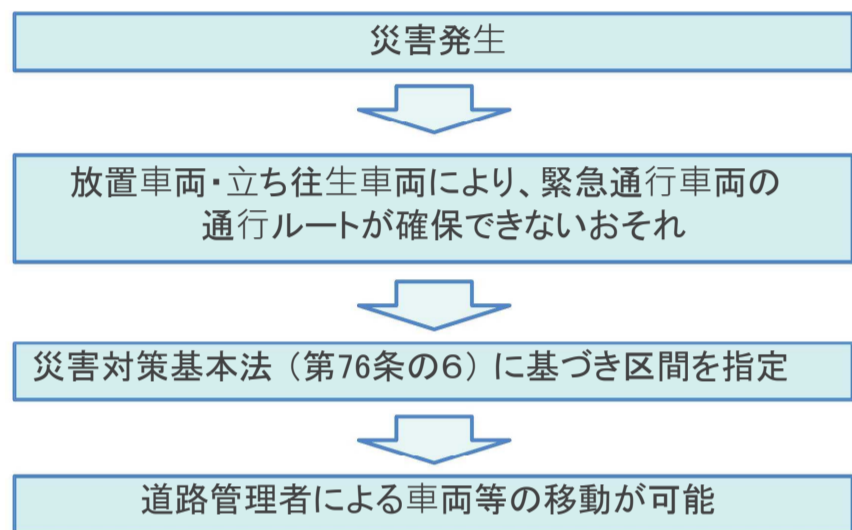 災害発生
放置車両・立ち往生車両により、緊急通行車両の
通行ルートが確保できないおそれ
災害対策基本法（第76条の6）に基づき区間を指定
道路管理者による車両等の移動が可能